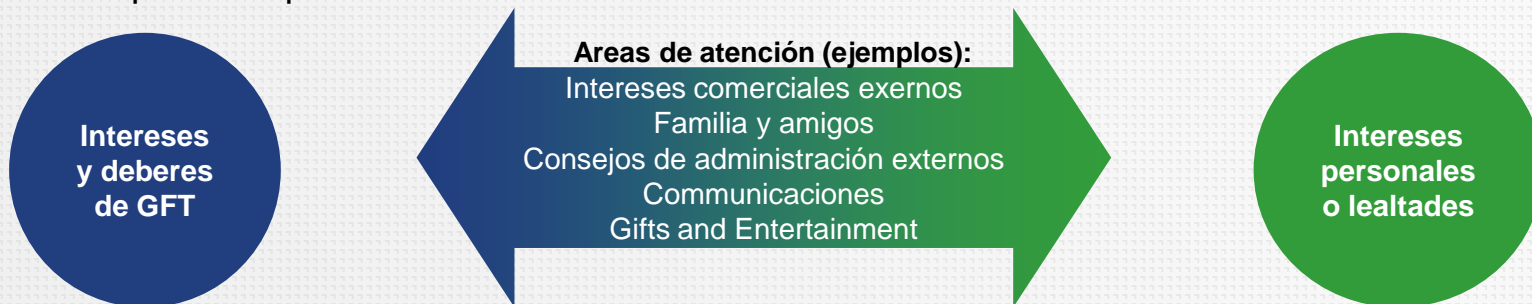 Areas de atención (ejemplos):
Intereses comerciales exernos
Familia y amigos
Consejos de administración externos
Communicaciones
Gifts and Entertainment
Intereses
y deberes
de GFT
Intereses
personales
o lealtades